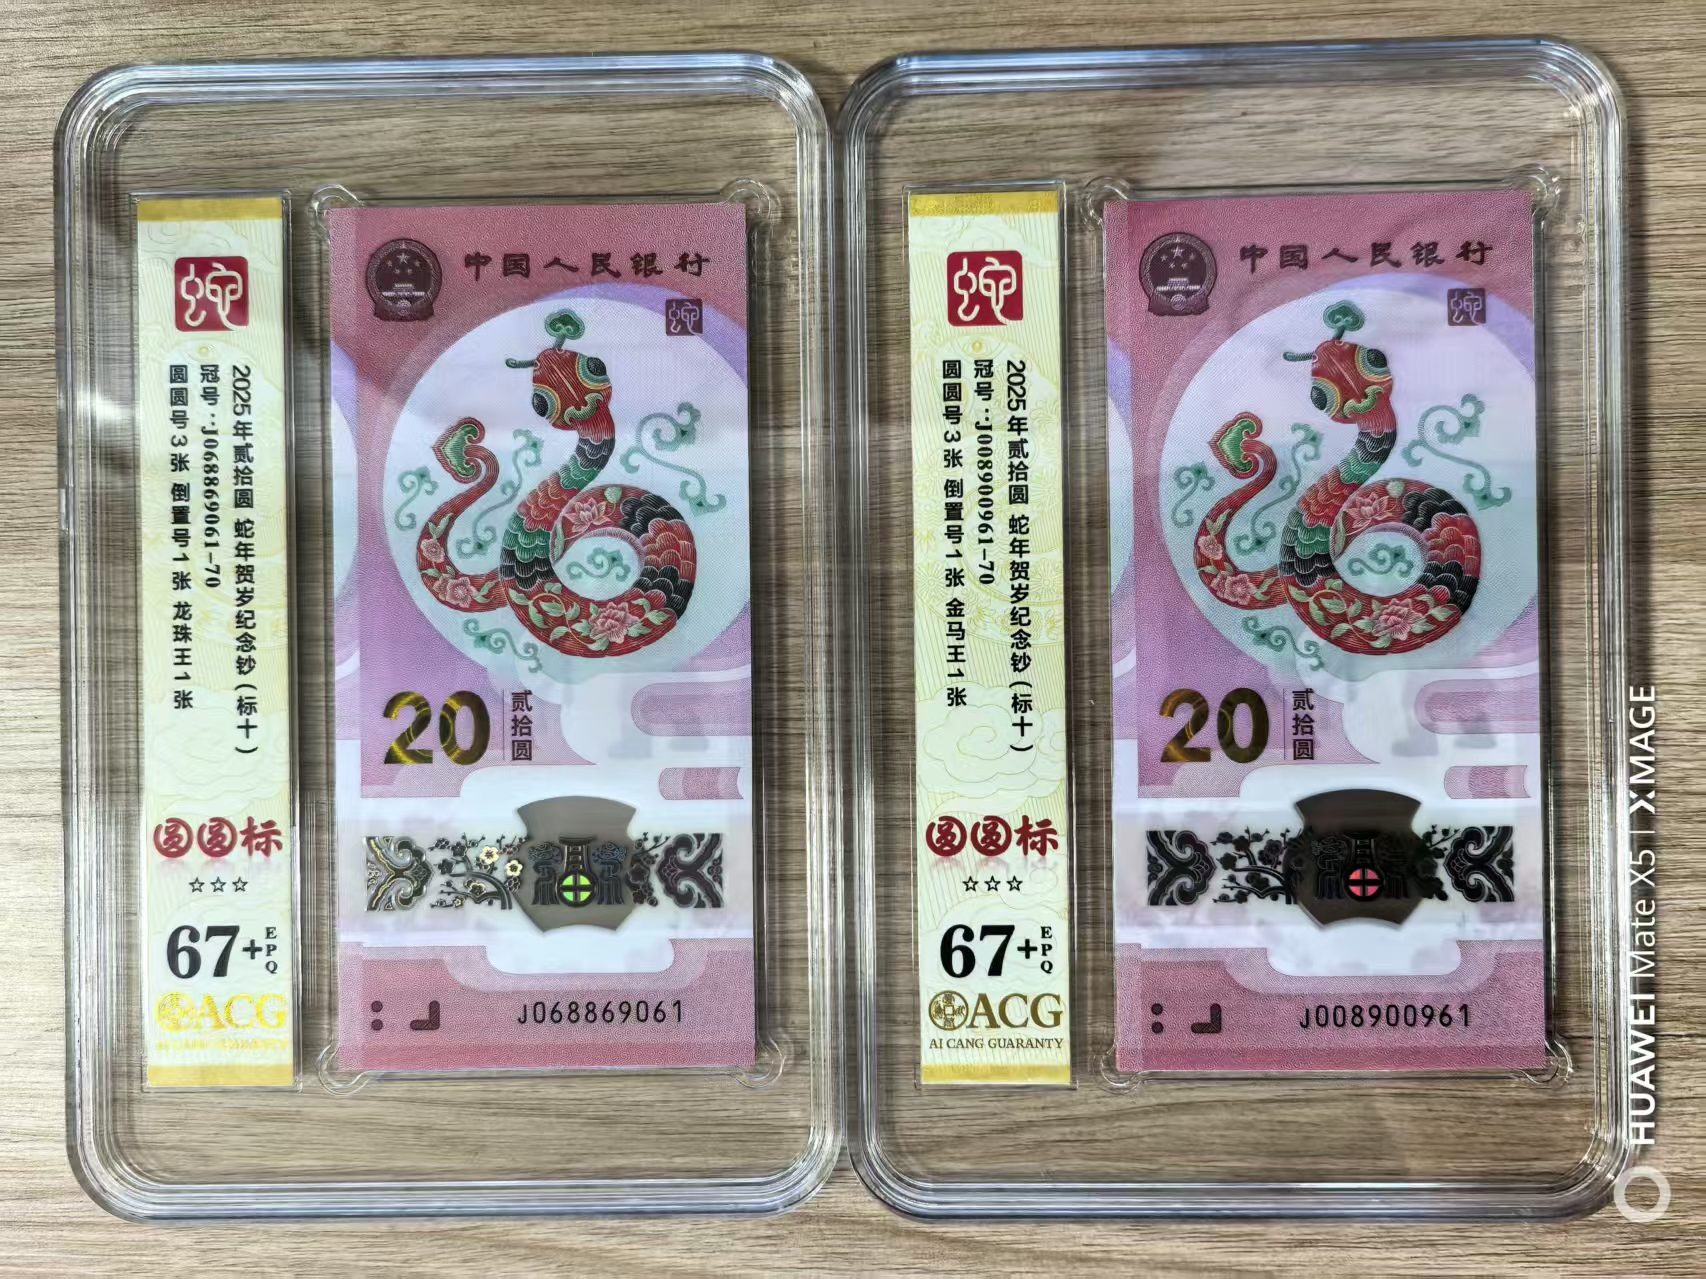 蛇
2025年贰拾圆 蛇年贺岁纪念钞（标十）
冠号：J068869061-70
圆圆号3张 倒置号1张 龙珠王1张
圆圆标
☆☆☆
67+EPQ
ACG
AI CANG GUARANTY
中国人民银行
蛇
20
贰拾圆
J068869061
蛇
2025年贰拾圆 蛇年贺岁纪念钞（标十）
冠号：J008900961-70
圆圆号3张 倒置号1张 金马王1张
圆圆标
☆☆☆
67+EPQ
ACG
AI CANG GUARANTY
中国人民银行
蛇
20
贰拾圆
J008900961
HUAWEI Mate X5 | XMAGE